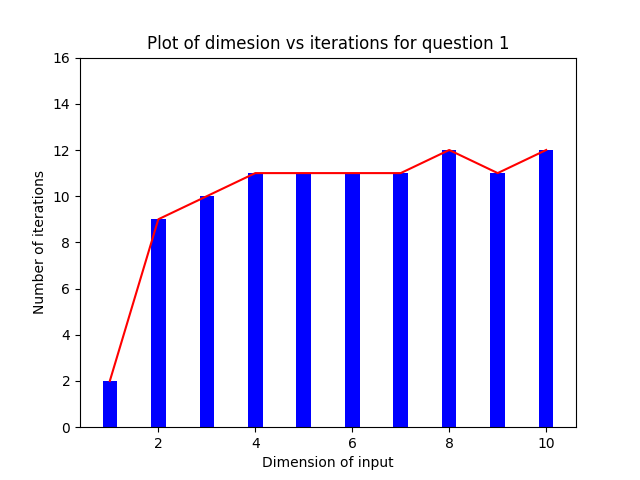 Plot of dimesion vs iterations for question 1
16
14
12
10
8
6
4
2
0
Number of iterations
2 4 6 8 10
Dimension of input